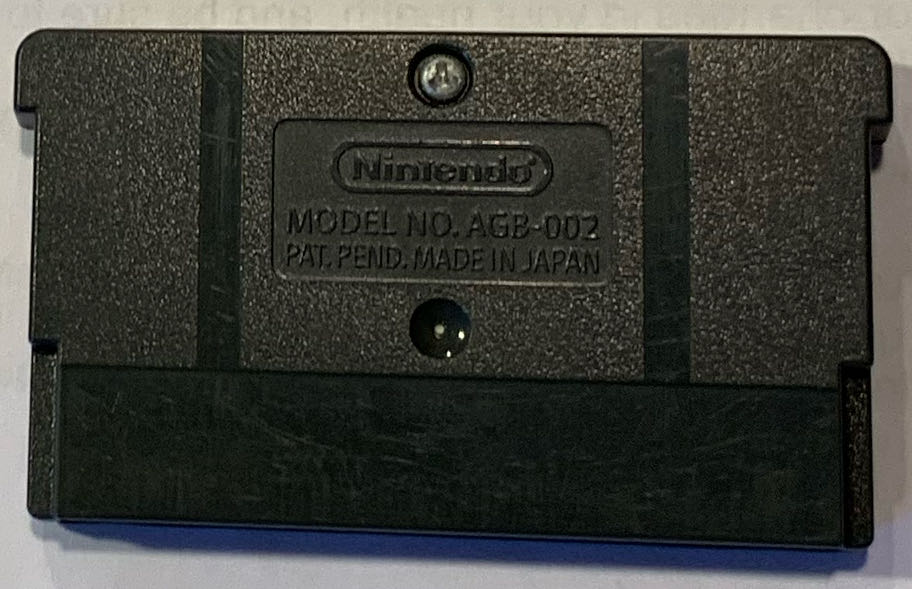 Nintendo®
MODEL NO. AGB-002
PAT. PEND. MADE IN JAPAN